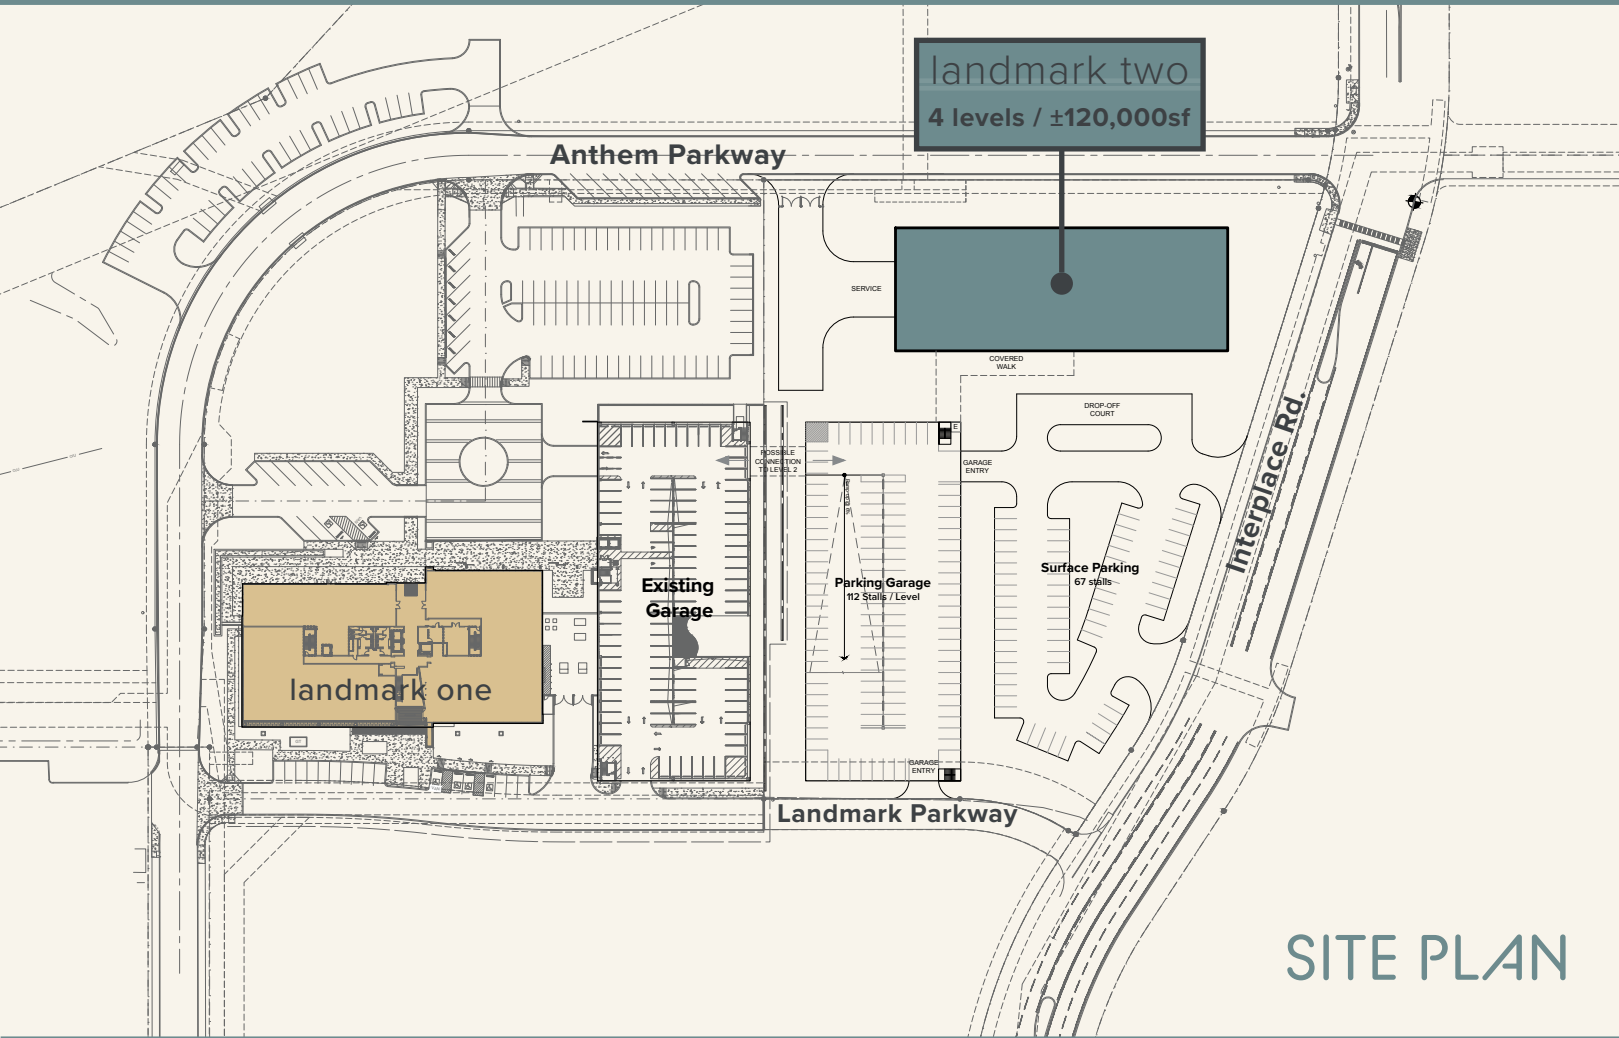 landmark two
4 levels / ±120,000sf
Anthem Parkway
SERVICE
COVERED
WALK
DROP-OFF
COURT
E
POSSIBLE
CONNECTION
TO LEVEL 2
GARAGE
ENTRY
Interplace Rd.
Existing
Garage
Parking Garage
112 Stalls / Level
Surface Parking
67 stalls
landmark one
GARAGE
ENTRY
Landmark Parkway
SITE PLAN